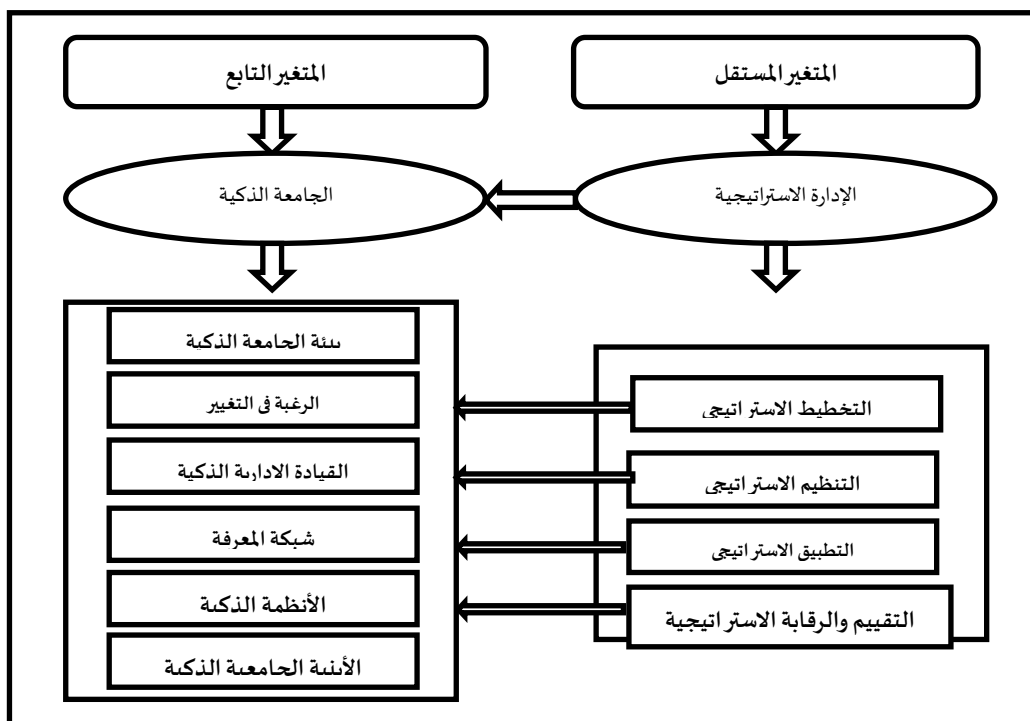 المتغير المستقل
المتغير التابع
الإدارة الاستراتيجية
الجامعة الذكية
التخطيط الاستراتيجي
التنظيم الاستراتيجي
التطبيق الاستراتيجي
التقييم والرقابة الاستراتيجية
بيئة الجامعة الذكية
الرغبة في التغيير
القيادة الادارية الذكية
شبكة المعرفة
الأنظمة الذكية
الأبنية الجامعية الذكية